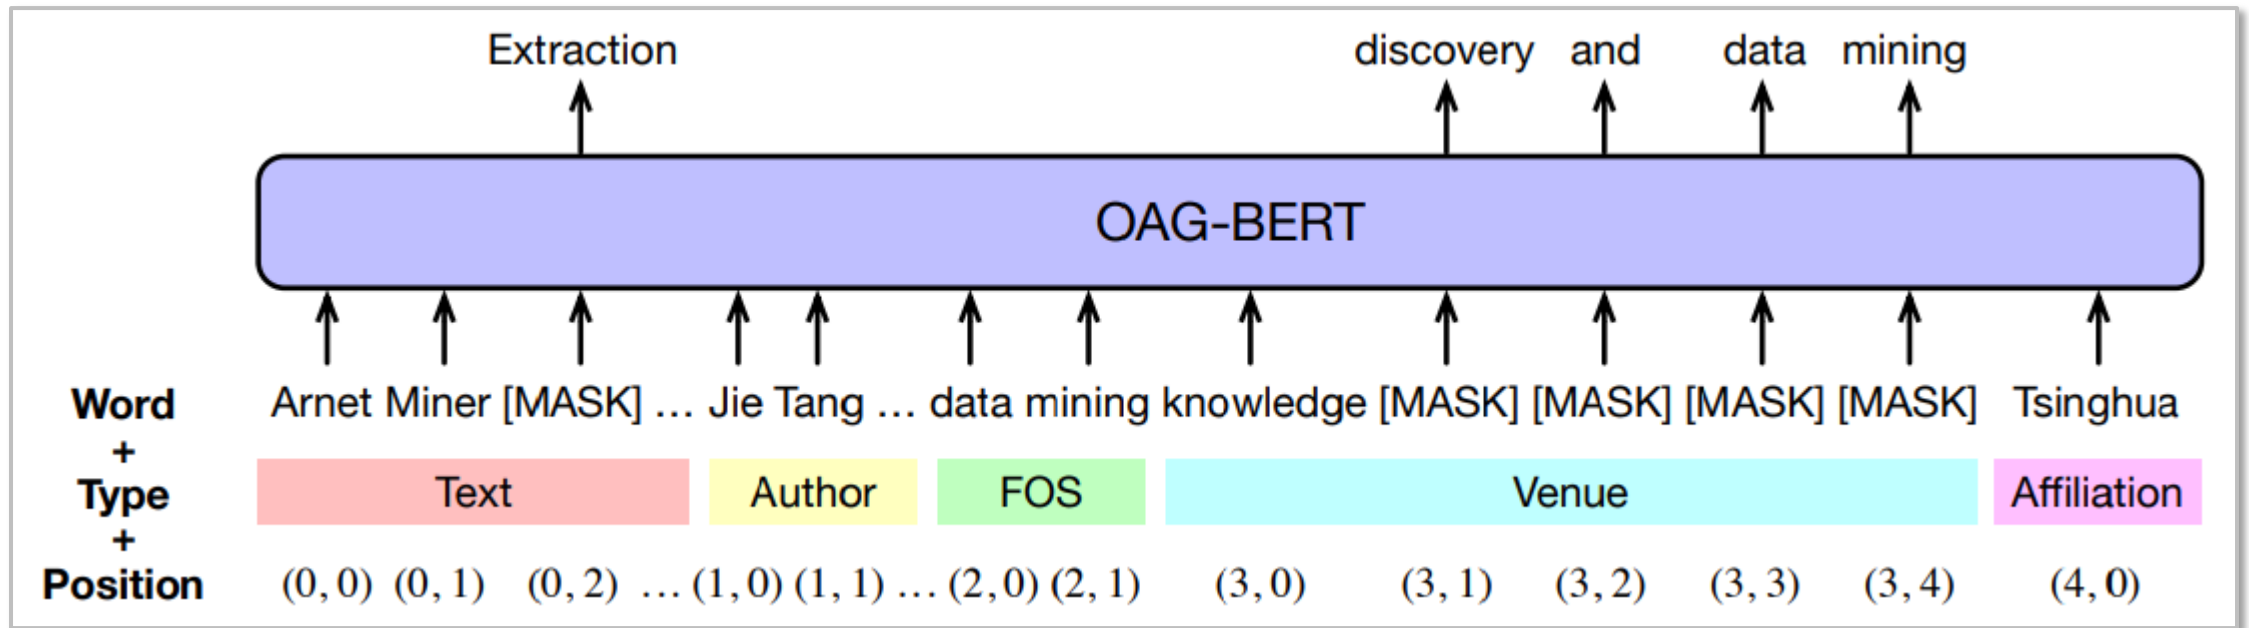 Extraction discovery and data mining
OAG-BERT
Word Arnet Miner [MASK] ... Jie Tang ... data mining knowledge [MASK] [MASK] [MASK] [MASK] Tsinghua
+
Type Text Author FOS Venue Affiliation
+
Position (0, 0) (0, 1) (0, 2) ... (1, 0) (1, 1) ... (2, 0) (2, 1) (3, 0) (3, 1) (3, 2) (3, 3) (3, 4) (4, 0)